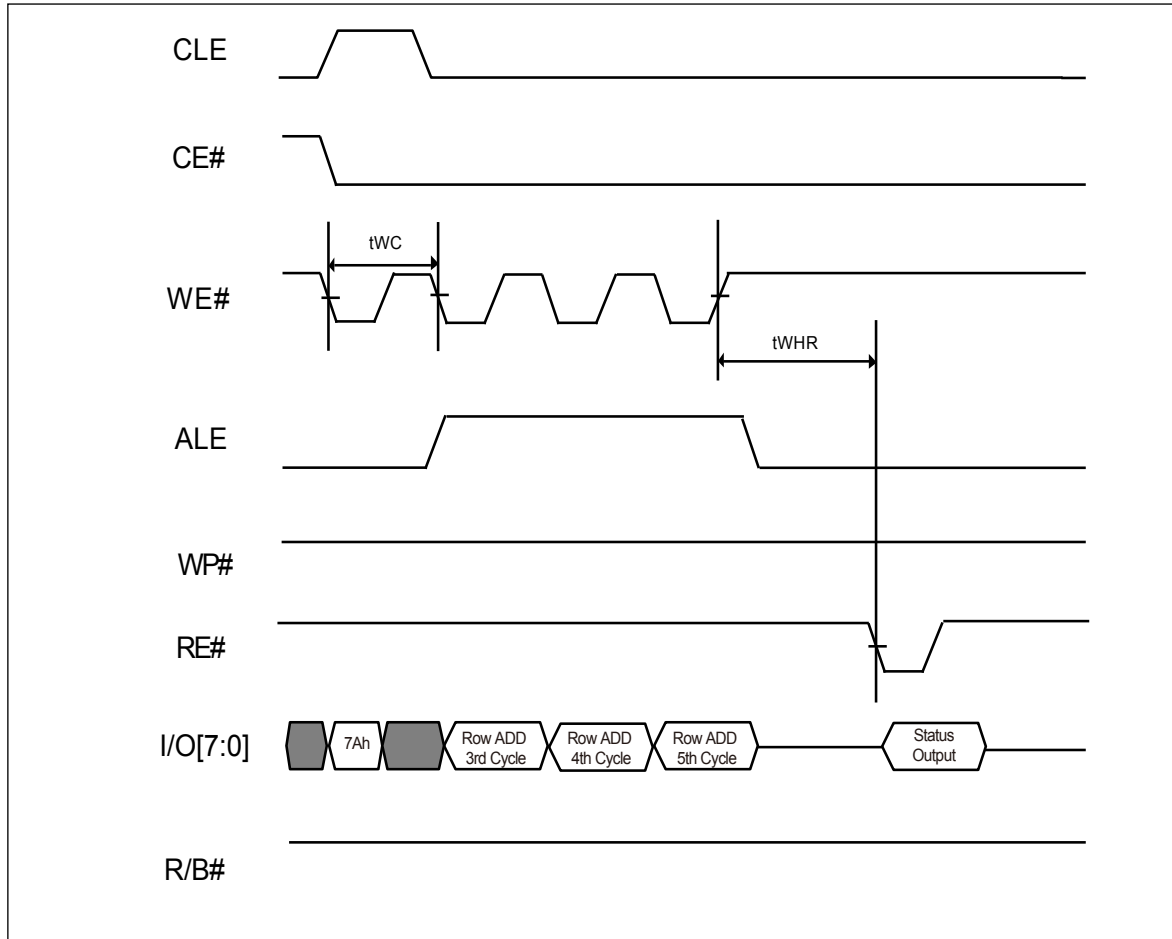 CLE
CE#
tWC
WE#
tWHR
ALE
WP#
RE#
I/O[7:0]
7Ah
Row ADD
3rd Cycle
Row ADD
4th Cycle
Row ADD
5th Cycle
Status
Output
R/B#